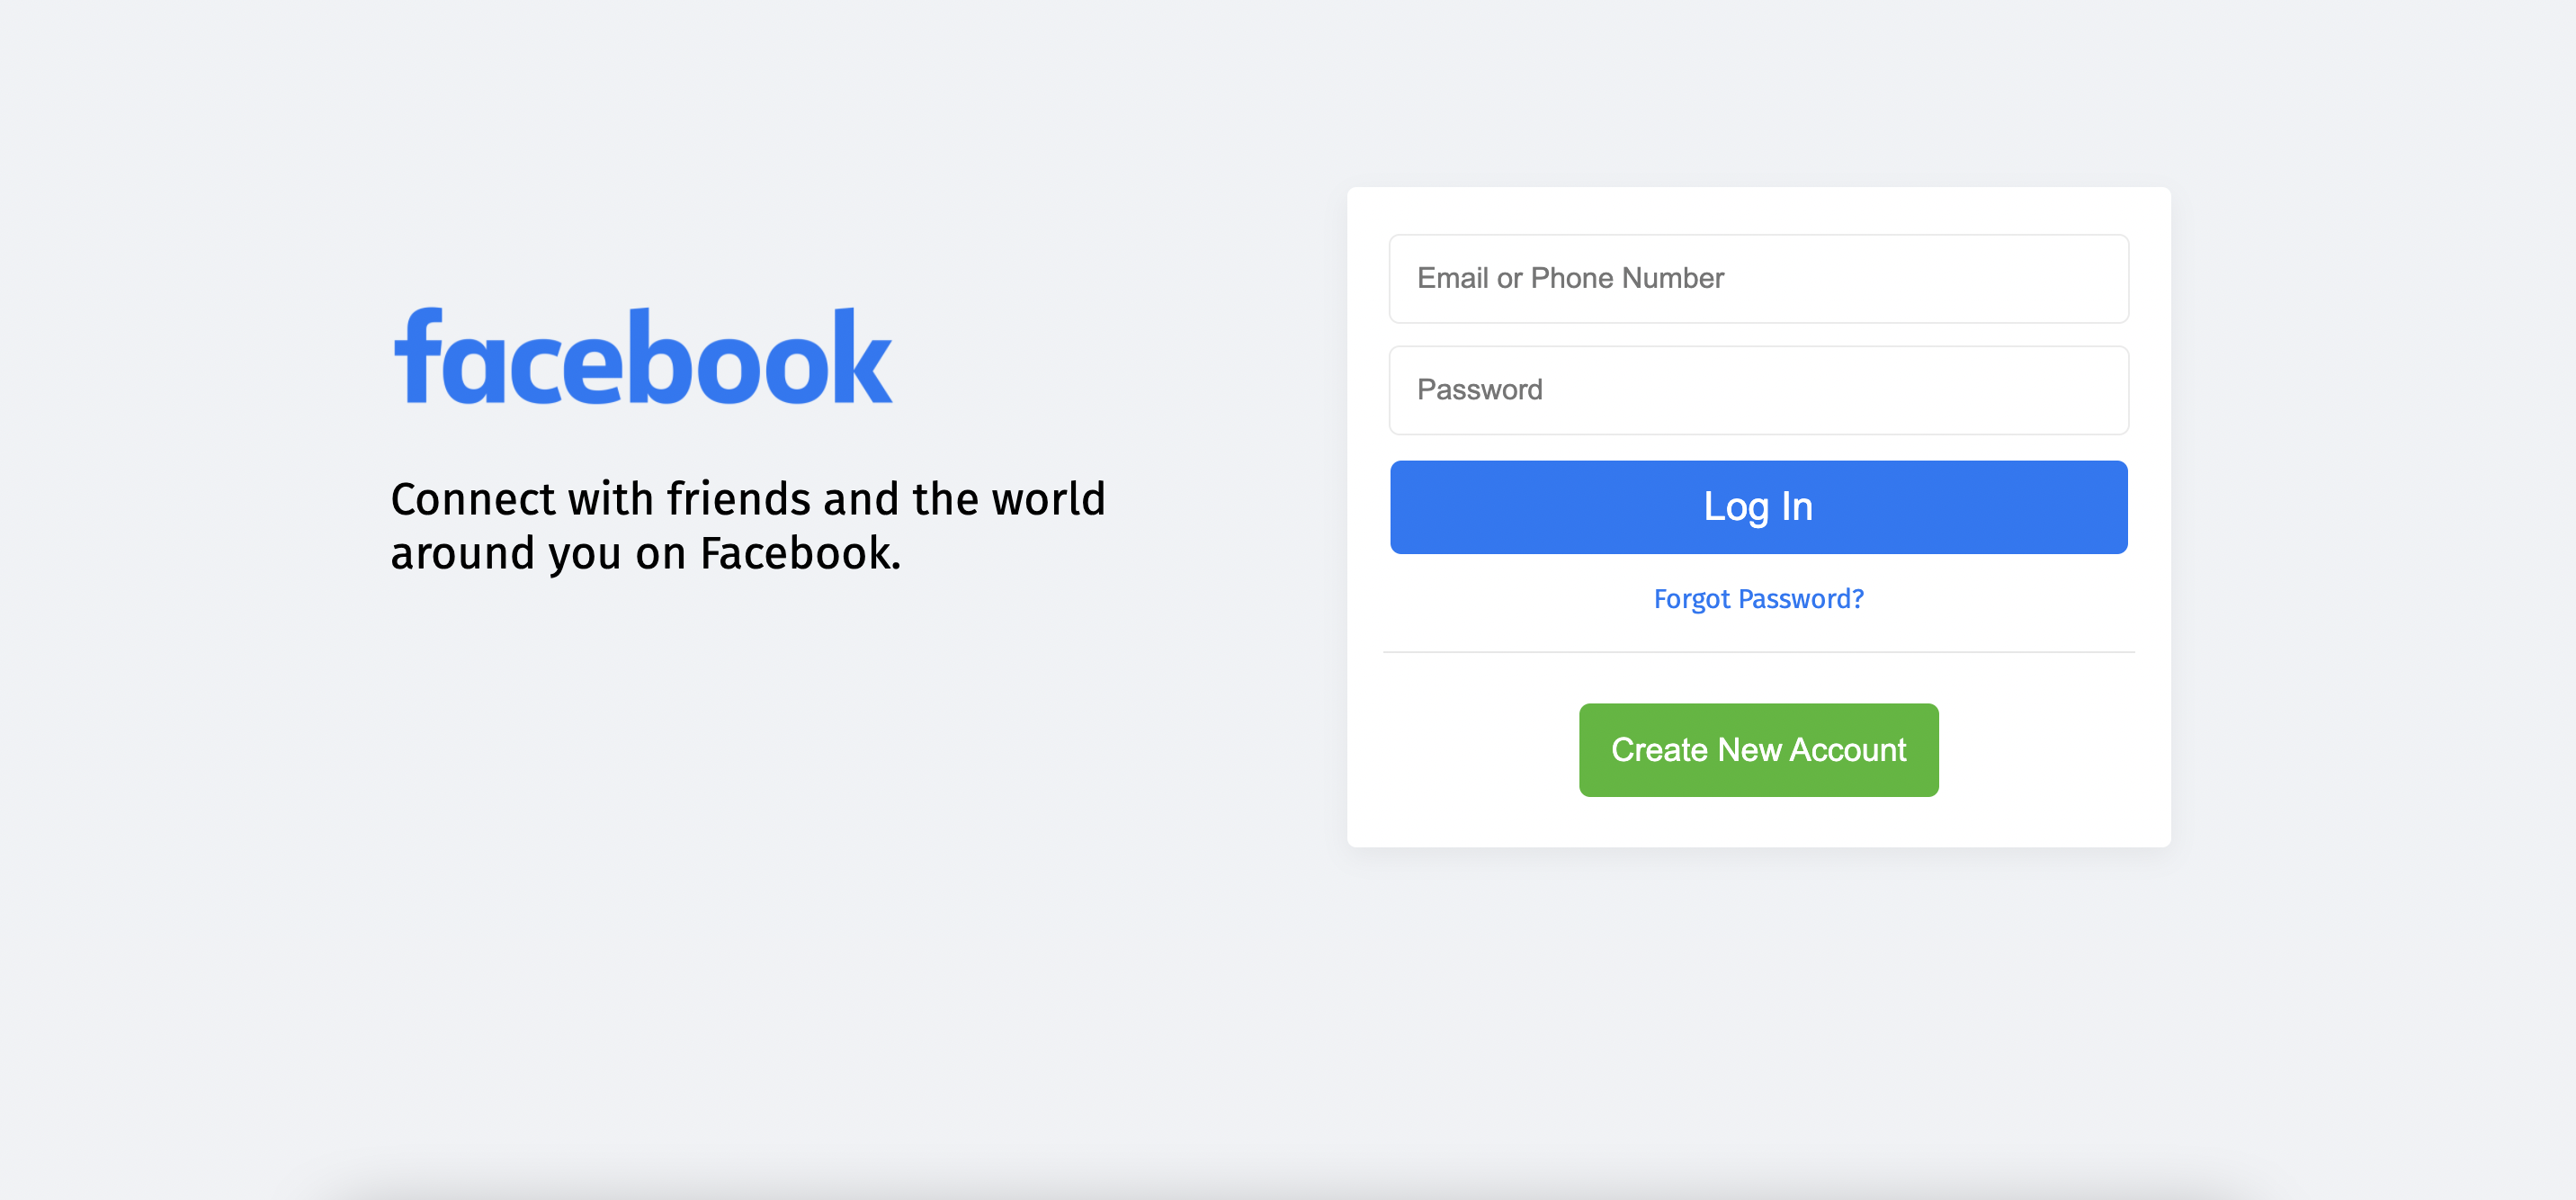 facebook
Connect with friends and the world
around you on Facebook.
Email or Phone Number
Password
Log In
Forgot Password?
Create New Account